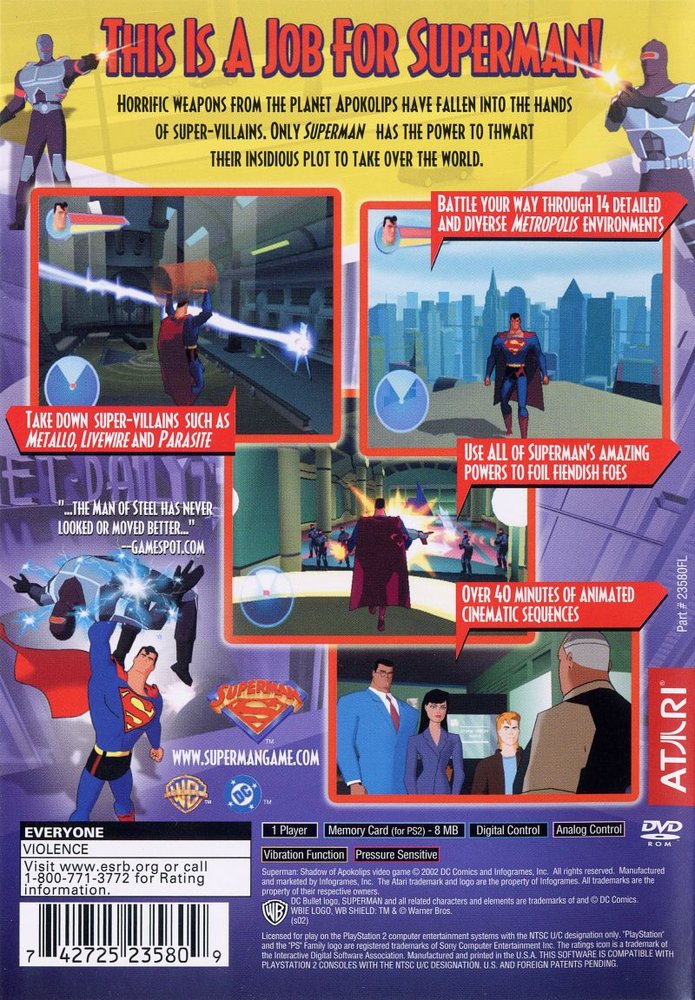 THIS IS A JOB FOR SUPERMAN!
HORRIFIC WEAPONS FROM THE PLANET APOKOLIPS HAVE FALLEN INTO THE HANDS
OF SUPER-VILLAINS. ONLY SUPERMAN HAS THE POWER TO THWART
THEIR INSIDIOUS PLOT TO TAKE OVER THE WORLD.
BATTLE YOUR WAY THROUGH 14 DETAILED
AND DIVERSE METROPOLIS ENVIRONMENTS
TAKE DOWN SUPER-VILLAINS SUCH AS
METALLO, LIVEWIRE AND PARASITE
USE ALL OF SUPERMAN'S AMAZING
POWERS TO FOIL FIENDISH FOES
ET DAILY
"...THE MAN OF STEEL HAS NEVER
LOOKED OR MOVED BETTER..."
--GAMESPOT.COM
OVER 40 MINUTES OF ANIMATED
CINEMATIC SEQUENCES
Part # 23580FL
SUPERMAN
TM
WWW.SUPERMANGAME.COM
WB
TM
DC
TM
ATARI®
EVERYONE
VIOLENCE
Visit www.esrb.org or call
1-800-771-3772 for Rating
information.
7 42725 23580 9
1 Player
Memory Card (for PS2) - 8 MB
Digital Control
Analog Control
Vibration Function
Pressure Sensitive
DVD
ROM
Superman: Shadow of Apokolips video game © 2002 DC Comics and Infogrames, Inc. All rights reserved. Manufactured
and marketed by Infogrames, Inc. The Atari trademark and logo are the property of Infogrames. All trademarks are the
property of their respective owners.
WB
DC Bullet logo, SUPERMAN and all related characters and elements are trademarks of and © DC Comics.
WBIE LOGO, WB SHIELD: TM & © Warner Bros.
(s02)
Licensed for play on the PlayStation 2 computer entertainment systems with the NTSC U/C designation only. "PlayStation"
and the "PS" Family logo are registered trademarks of Sony Computer Entertainment Inc. The ratings icon is a trademark of
the Interactive Digital Software Association. Manufactured and printed in the U.S.A. THIS SOFTWARE IS COMPATIBLE WITH
PLAYSTATION 2 CONSOLES WITH THE NTSC U/C DESIGNATION. U.S. AND FOREIGN PATENTS PENDING.